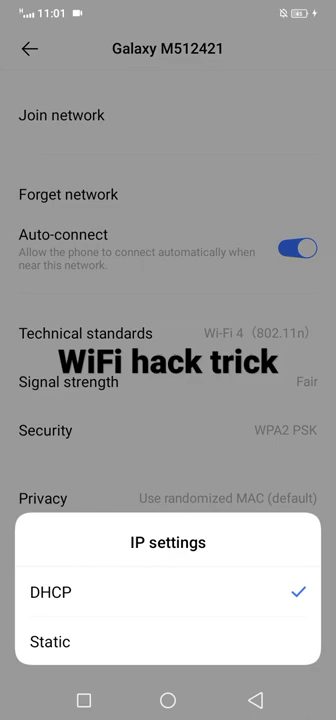 11:01
Galaxy M512421
Join network
Forget network
Auto-connect
Allow the phone to connect automatically when
near this network.
Technical standards Wi-Fi 4 (802.11n)
WiFi hack trick
Signal strength Fair
Security WPA2 PSK
Privacy Use randomized MAC (default)
IP settings
DHCP
Static